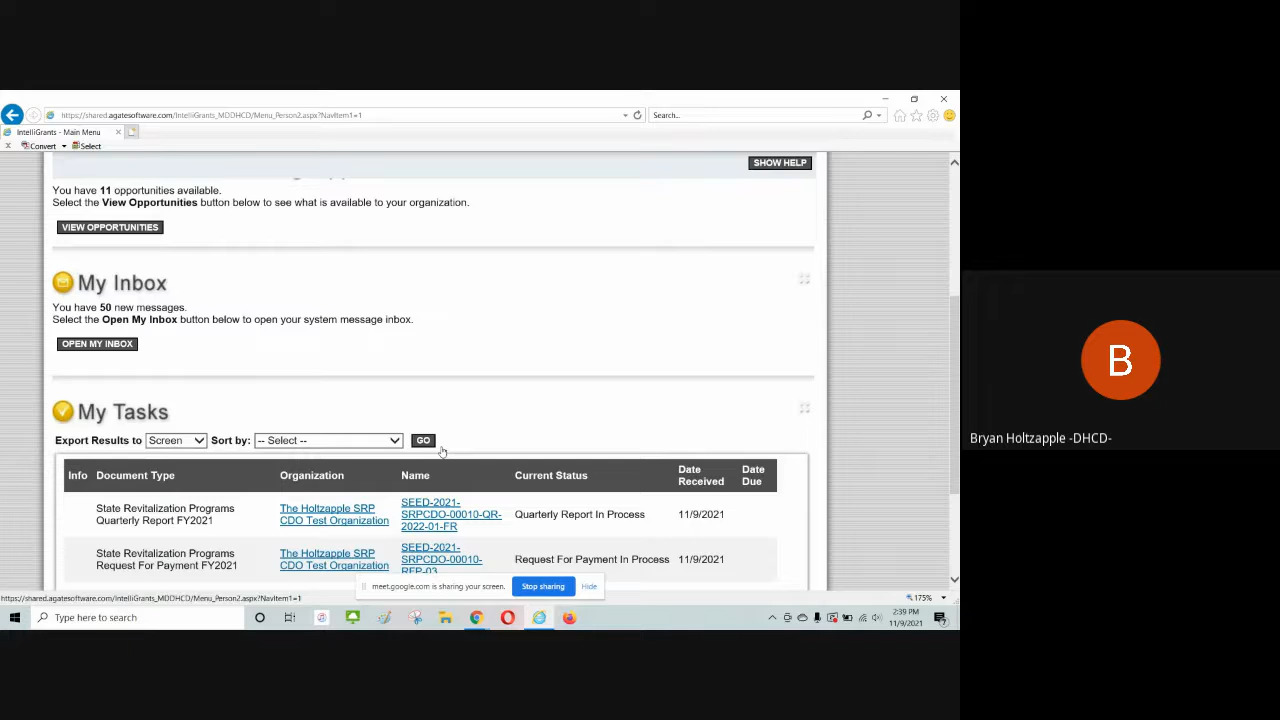 https://shared.agatesoftware.com/IntelliGrants_MDDHCD/Menu_Person2.aspx?NavItem1=1
Search...
IntelliGrants - Main Menu
x Convert Select
SHOW HELP
You have 11 opportunities available.
Select the View Opportunities button below to see what is available to your organization.
VIEW OPPORTUNITIES
My Inbox
You have 50 new messages.
Select the Open My Inbox button below to open your system message inbox.
OPEN MY INBOX
My Tasks
Export Results to Screen Sort by: -- Select -- GO
Info Document Type Organization Name Current Status Date Received Date Due
State Revitalization Programs Quarterly Report FY2021 The Holtzapple SRP CDO Test Organization SEED-2021-SRPCDO-00010-QR-2022-01-FR Quarterly Report In Process 11/9/2021
State Revitalization Programs Request For Payment FY2021 The Holtzapple SRP CDO Test Organization SEED-2021-SRPCDO-00010-RFP-03 Request For Payment In Process 11/9/2021
meet.google.com is sharing your screen. Stop sharing Hide
https://shared.agatesoftware.com/IntelliGrants_MDDHCD/Menu_Person2.aspx?NavItem1=1
175%
Type here to search
2:39 PM
11/9/2021
B
Bryan Holtzapple -DHCD-